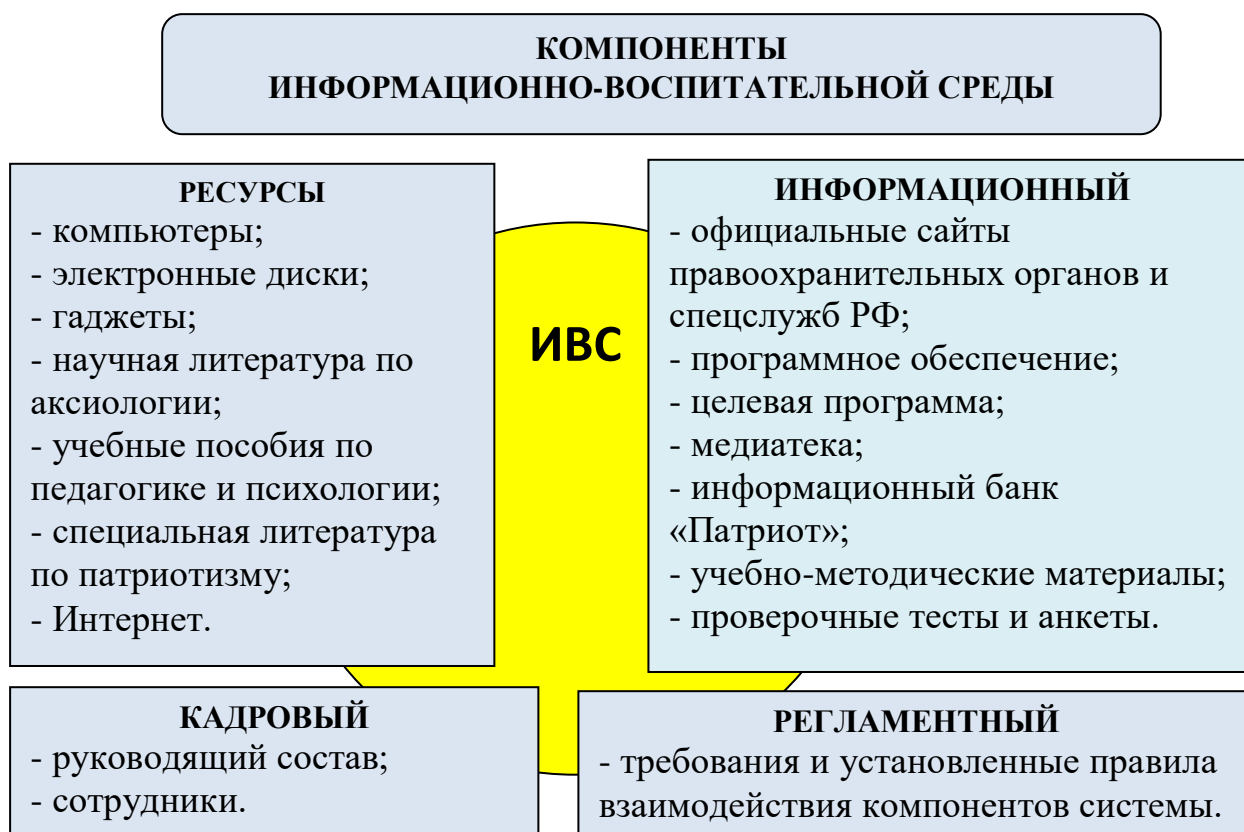 КОМПОНЕНТЫ
ИНФОРМАЦИОННО-ВОСПИТАТЕЛЬНОЙ СРЕДЫ
РЕСУРСЫ
- компьютеры;
- электронные диски;
- гаджеты;
- научная литература по
аксиологии;
- учебные пособия по
педагогике и психологии;
- специальная литература
по патриотизму;
- Интернет.
ИВС
ИНФОРМАЦИОННЫЙ
- официальные сайты
правоохранительных органов и
спецслужб РФ;
- программное обеспечение;
- целевая программа;
- медиатека;
- информационный банк
«Патриот»;
- учебно-методические материалы;
- проверочные тесты и анкеты.
КАДРОВЫЙ
- руководящий состав;
- сотрудники.
РЕГЛАМЕНТНЫЙ
- требования и установленные правила
взаимодействия компонентов системы.